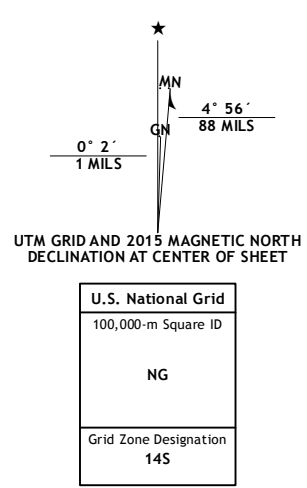 ★
MN
4° 56´
88 MILS
GN
0° 2´
1 MILS
UTM GRID AND 2015 MAGNETIC NORTH
DECLINATION AT CENTER OF SHEET
U.S. National Grid
100,000-m Square ID
NG
Grid Zone Designation
14S